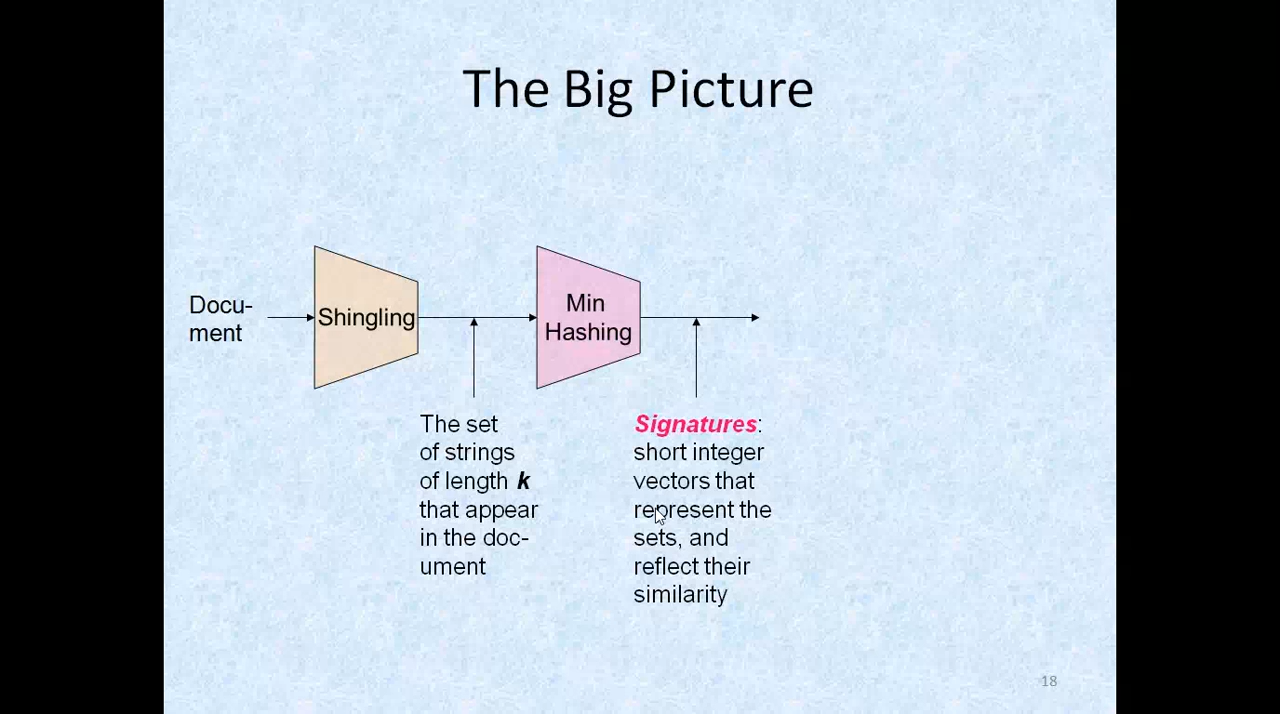 The Big Picture
Docu-
ment
Shingling
Min
Hashing
The set
of strings
of length k
that appear
in the doc-
ument
Signatures:
short integer
vectors that
represent the
sets, and
reflect their
similarity
18